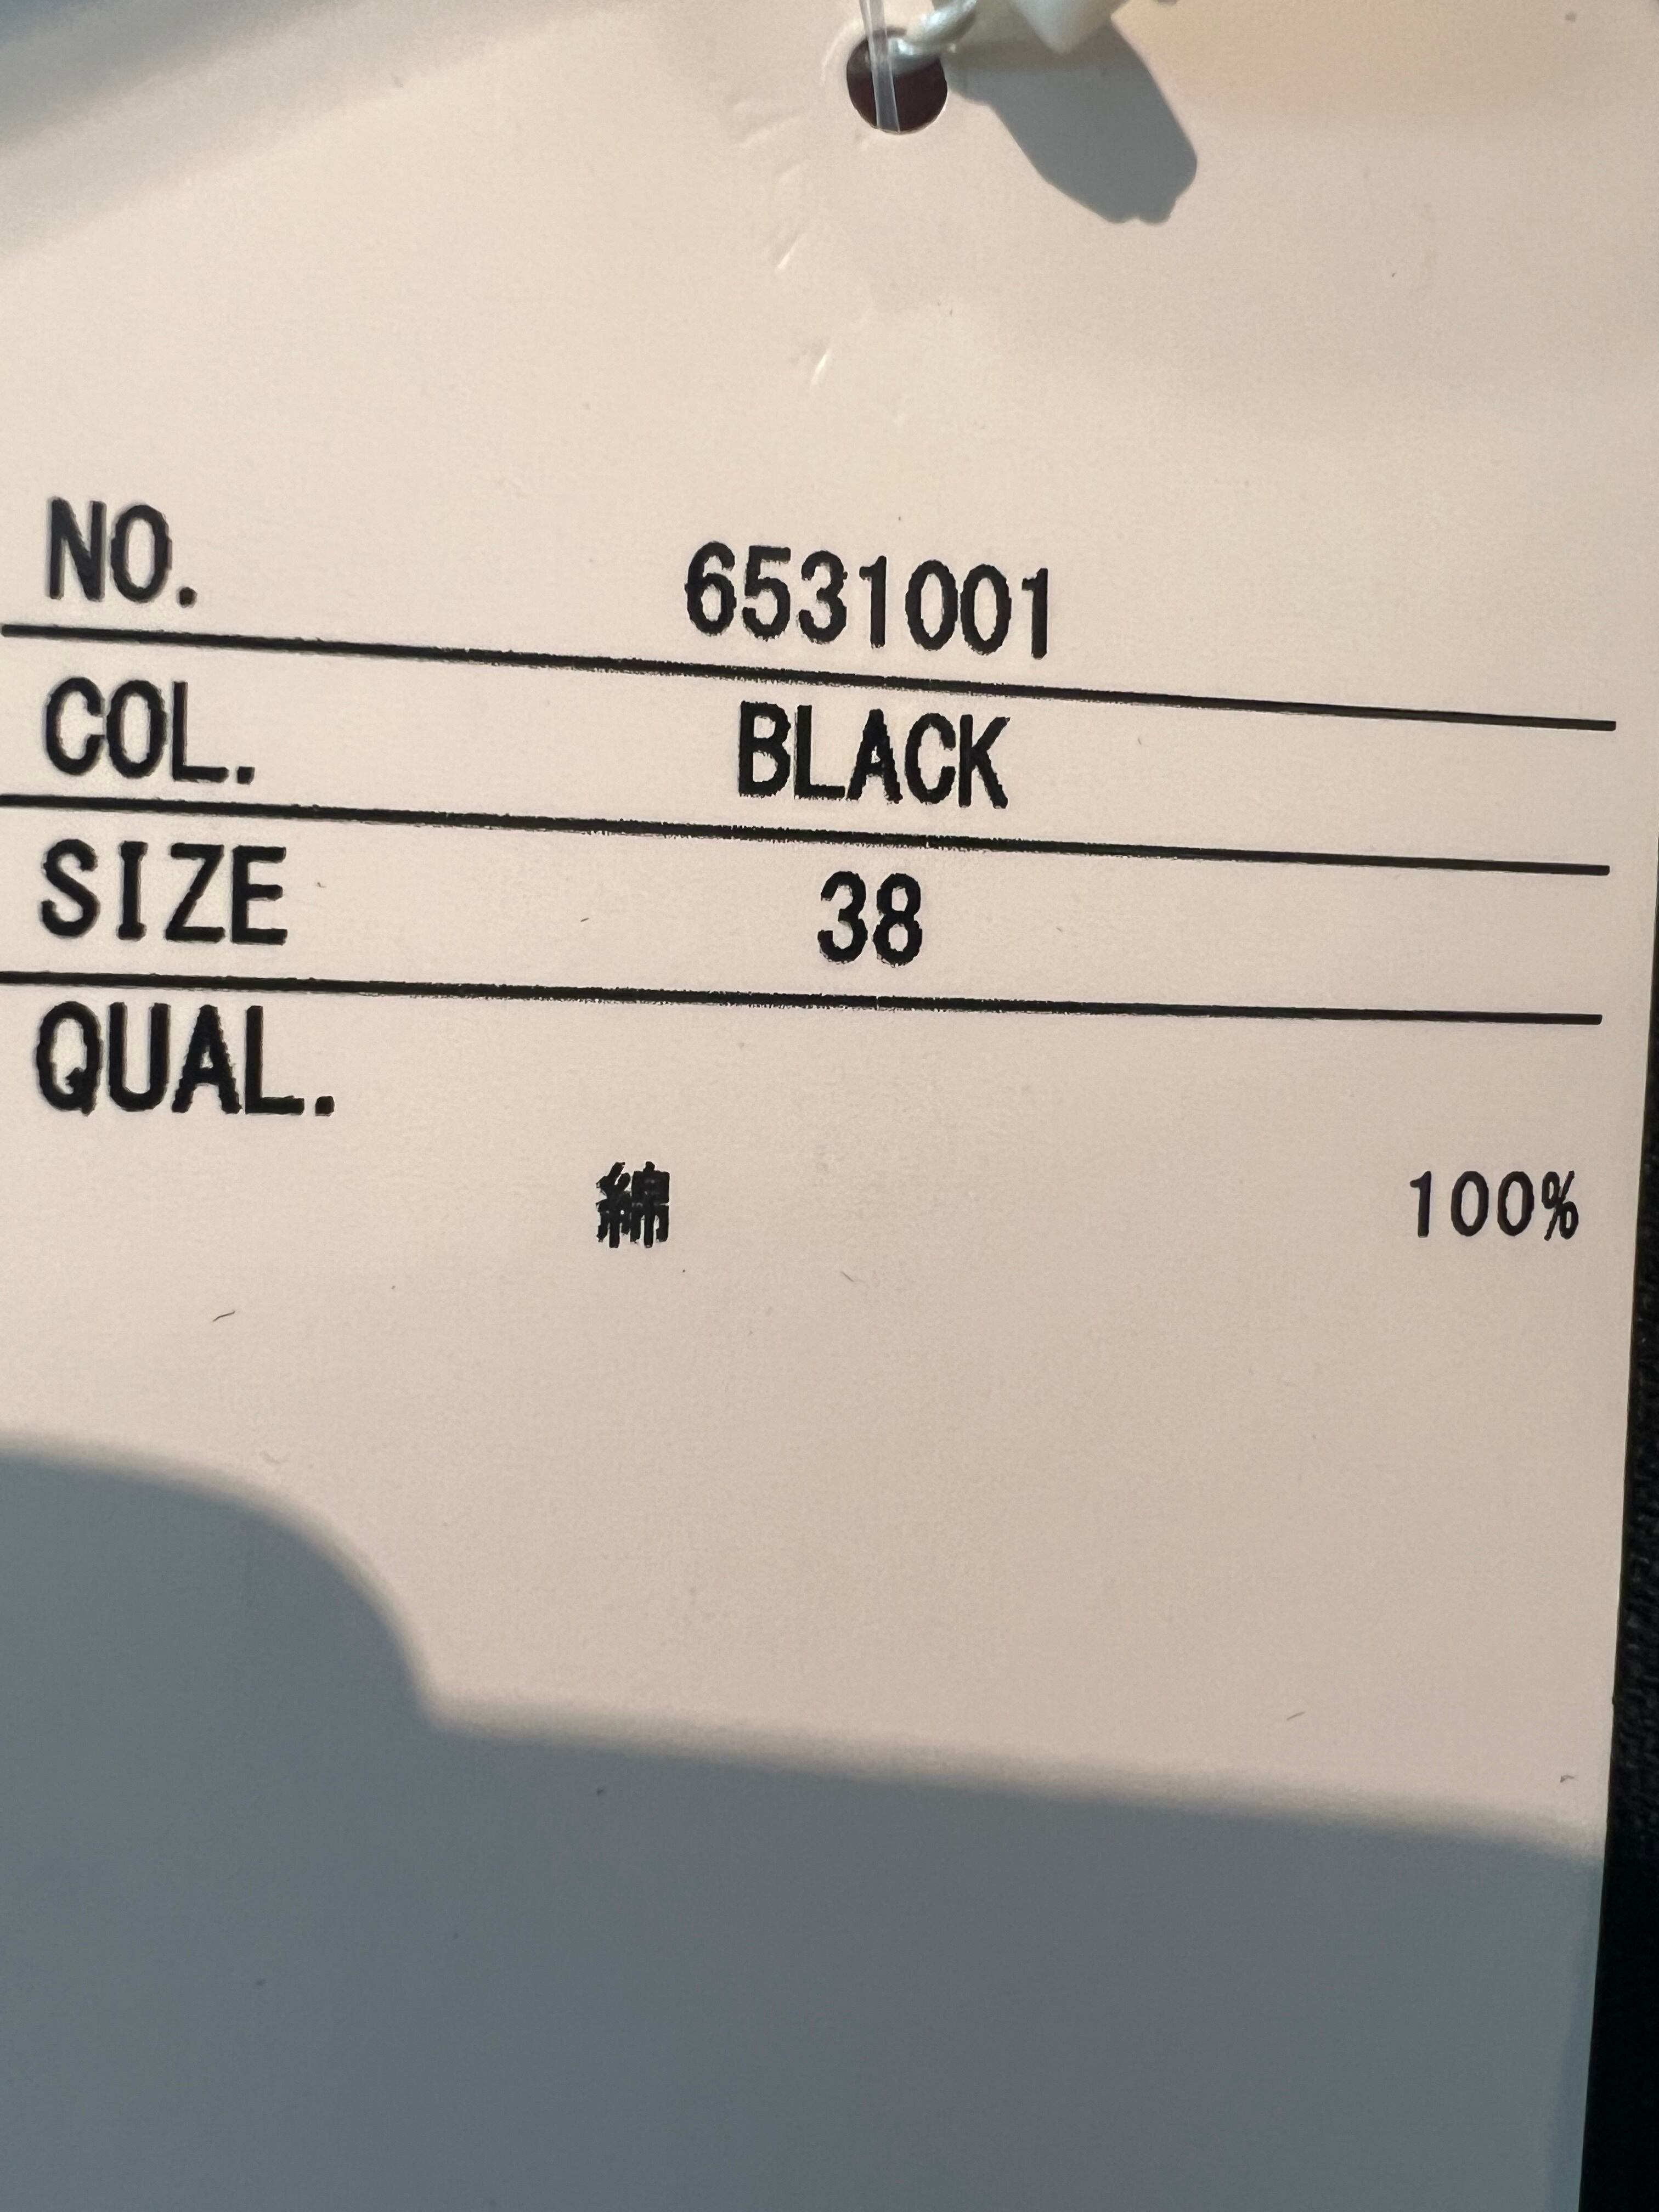 NO. 6531001
COL. BLACK
SIZE 38
QUAL.
綿 100%